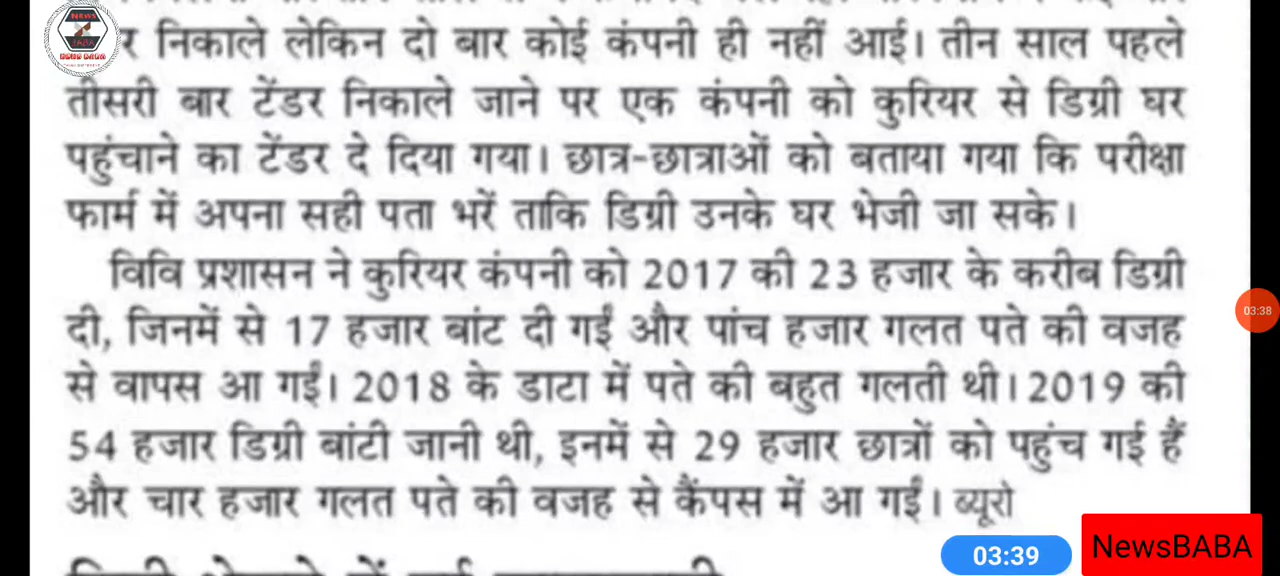 NEWS
BABA
र निकाले लेकिन दो बार कोई कंपनी ही नहीं आई। तीन साल पहले
तीसरी बार टेंडर निकाले जाने पर एक कंपनी को कुरियर से डिग्री घर
पहुंचाने का टेंडर दे दिया गया। छात्र-छात्राओं को बताया गया कि परीक्षा
फार्म में अपना सही पता भरें ताकि डिग्री उनके घर भेजी जा सके।
विवि प्रशासन ने कुरियर कंपनी को 2017 की 23 हजार के करीब डिग्री
दी, जिनमें से 17 हजार बांट दी गईं और पांच हजार गलत पते की वजह
से वापस आ गईं। 2018 के डाटा में पते की बहुत गलती थी। 2019 की
54 हजार डिग्री बांटी जानी थी, इनमें से 29 हजार छात्रों को पहुंच गई हैं
और चार हजार गलत पते की वजह से कैंपस में आ गईं। ब्यूरो
03:38
03:39
NewsBABA